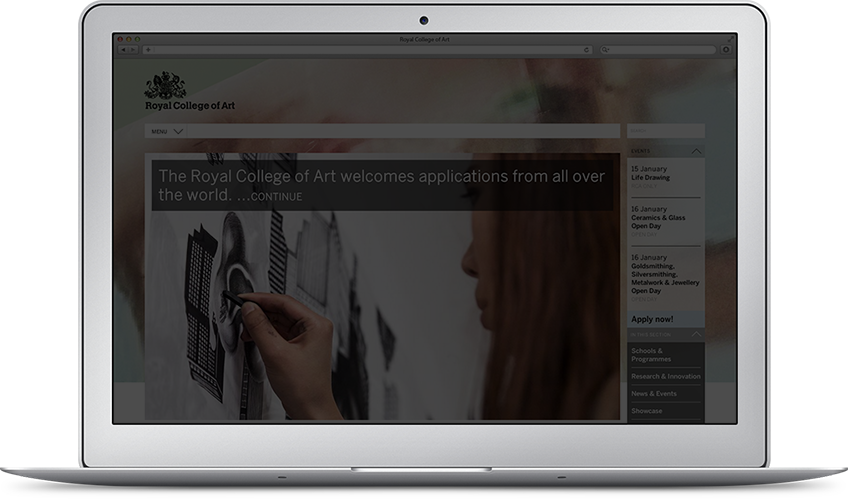 Royal College of Art
Royal College of Art
MENU
The Royal College of Art welcomes applications from all over
the world. ...CONTINUE
EVENTS
15 January
Life Drawing
16 January
Ceramics & Glass
Open Day
16 January
Goldsmithing,
Silversmithing,
Metalwork & Jewellery
Open Day
Apply now!
Schools &
Programmes
Research & Innovation
News & Events
Showcase